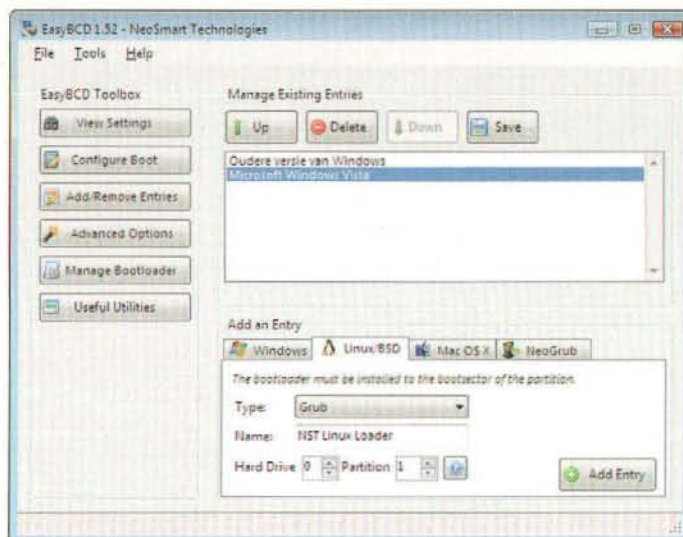 EasyBCD 1.52 - NeoSmart Technologies
File Tools Help
EasyBCD Toolbox
View Settings
Configure Boot
Add/Remove Entries
Advanced Options
Manage Bootloader
Useful Utilities
Manage Existing Entries
Up Delete Down Save
Oudere versie van Windows
Microsoft Windows Vista
Add an Entry
Windows Linux/BSD Mac OS X NeoGrub
The bootloader must be installed to the bootsector of the partition.
Type: Grub
Name: NST Linux Loader
Hard Drive 0 Partition 1
Add Entry